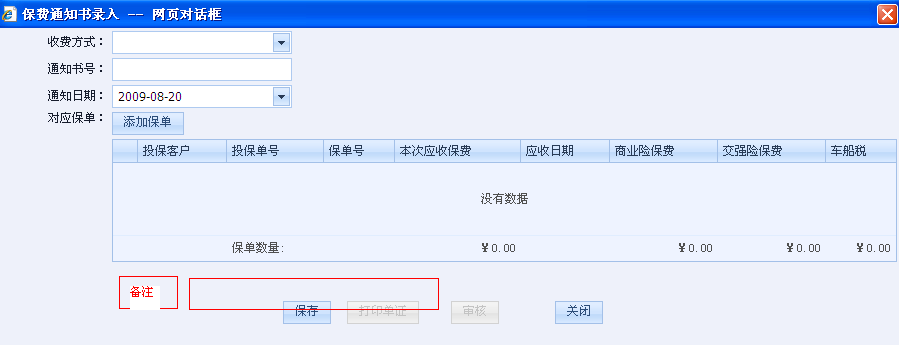 保费通知书录入 -- 网页对话框
收费方式：
通知书号：
通知日期： 2009-08-20
对应保单： 添加保单
投保客户 投保单号 保单号 本次应收保费 应收日期 商业险保费 交强险保费 车船税
没有数据
保单数量: ¥0.00 ¥0.00 ¥0.00 ¥0.00
备注
保存 打印单证 审核 关闭